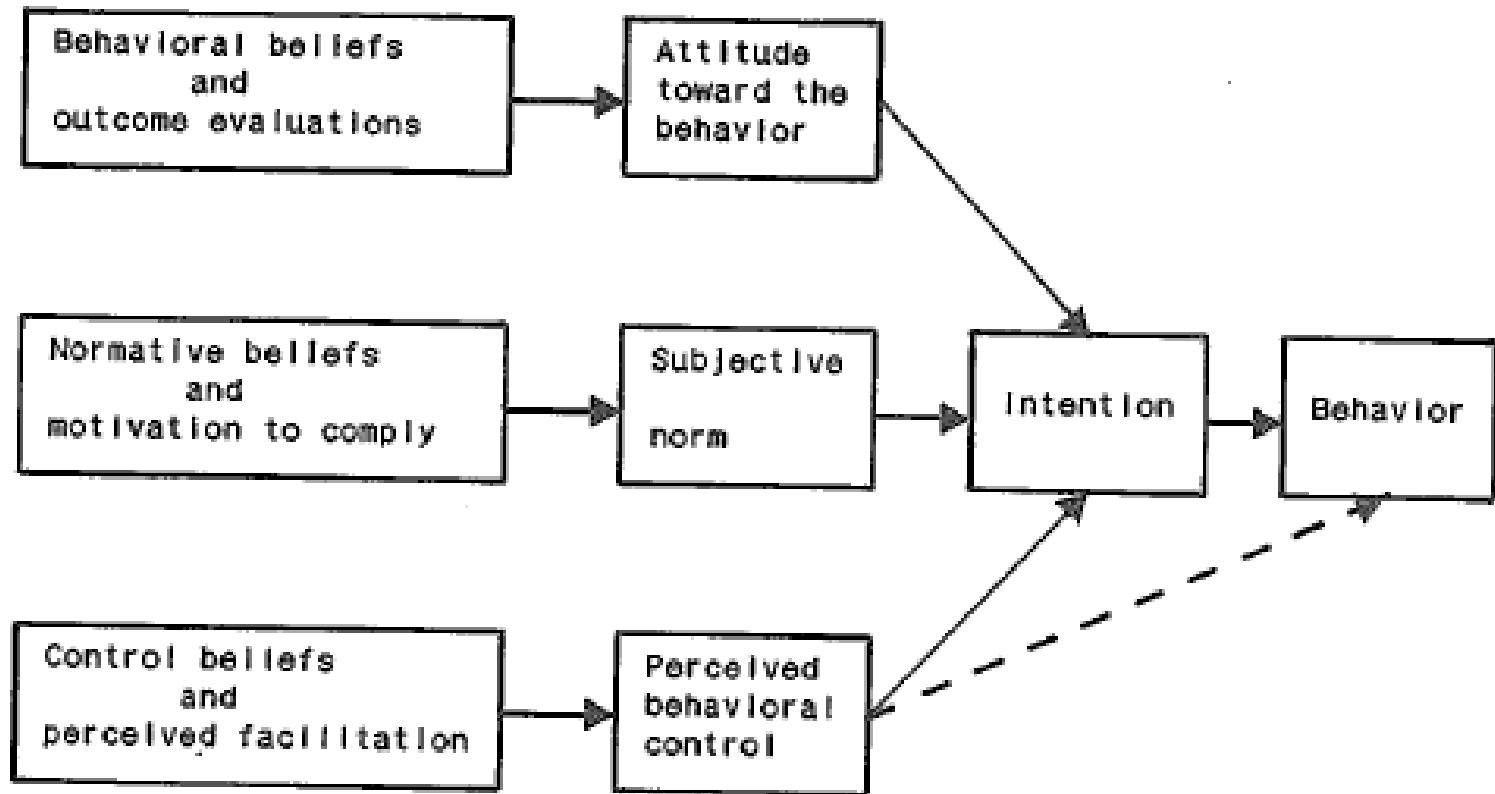 Behavioral beliefs
and
outcome evaluations
Attitude
toward the
behavior
Normative beliefs
and
motivation to comply
Subjective
norm
Intention
Behavior
Control beliefs
and
perceived facilitation
Perceived
behavioral
control